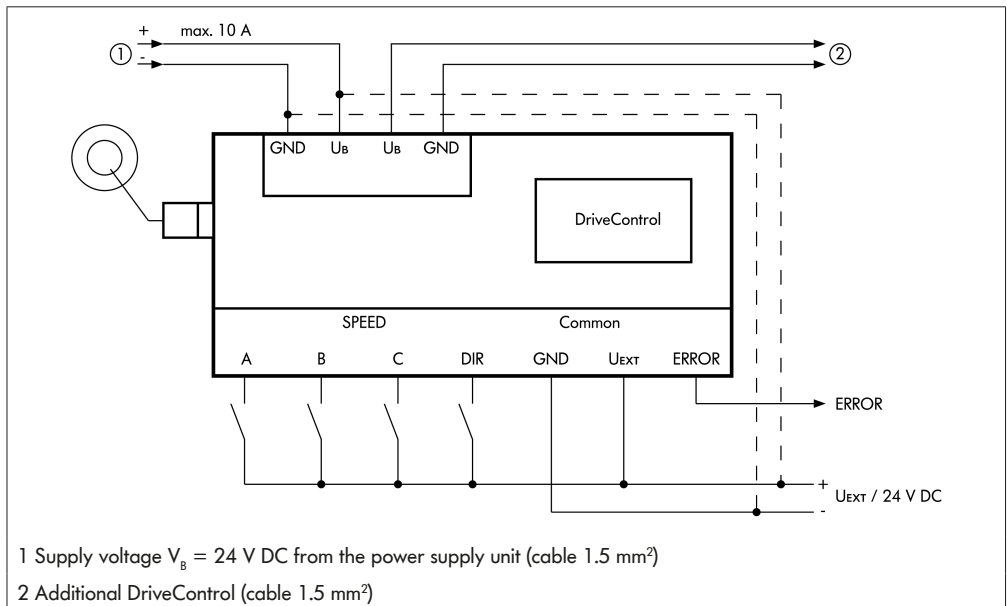 + max. 10 A
1
-
2
GND UB UB GND
DriveControl
SPEED Common
A B C DIR GND UEXT ERROR
ERROR
+
UEXT / 24 V DC
-
1 Supply voltage VB = 24 V DC from the power supply unit (cable 1.5 mm²)
2 Additional DriveControl (cable 1.5 mm²)